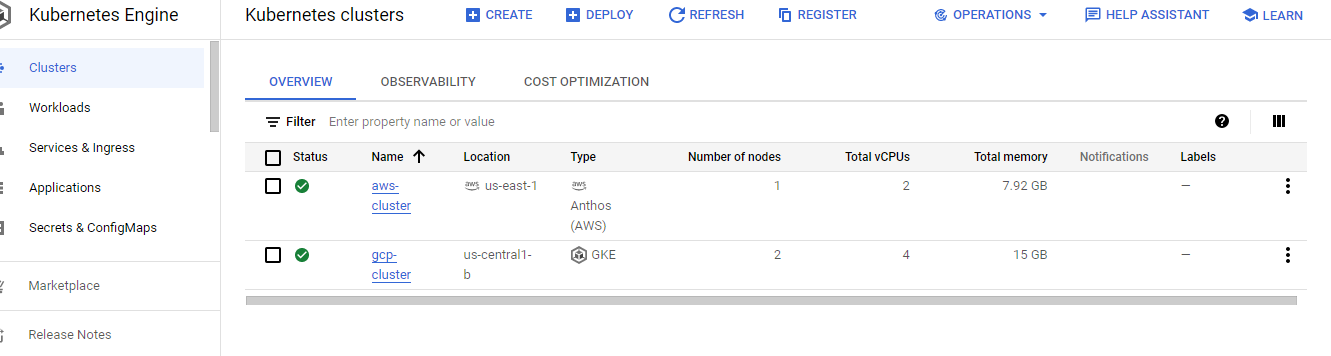 Kubernetes Engine
Kubernetes clusters
CREATE
DEPLOY
REFRESH
REGISTER
OPERATIONS
HELP ASSISTANT
LEARN
Clusters
Workloads
Services & Ingress
Applications
Secrets & ConfigMaps
Marketplace
Release Notes
OVERVIEW
OBSERVABILITY
COST OPTIMIZATION
Filter Enter property name or value
Status Name Location Type Number of nodes Total vCPUs Total memory Notifications Labels
aws-
cluster
aws us-east-1
aws
Anthos
(AWS)
1
2
7.92 GB
—
gcp-
cluster
us-central1-
b
GKE
2
4
15 GB
—